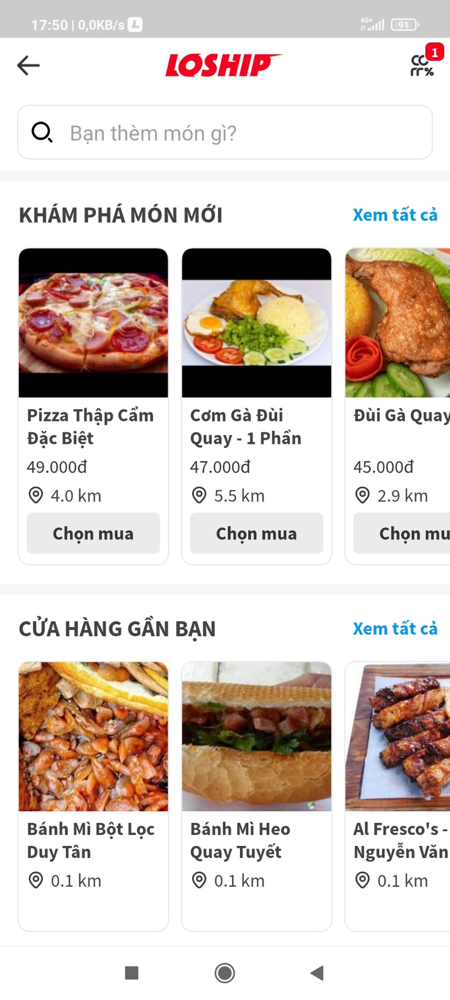 17:50 | 0,0KB/s L
4G+
91
LOSHIP
1
%
Bạn thèm món gì?
KHÁM PHÁ MÓN MỚI
Xem tất cả
Pizza Thập Cẩm
Đặc Biệt
49.000đ
4.0 km
Chọn mua
Cơm Gà Đùi
Quay - 1 Phần
47.000đ
5.5 km
Chọn mua
Đùi Gà Quay
45.000đ
2.9 km
Chọn mu
CỬA HÀNG GẦN BẠN
Xem tất cả
Bánh Mì Bột Lọc
Duy Tân
0.1 km
Bánh Mì Heo
Quay Tuyết
0.1 km
Al Fresco's -
Nguyễn Văn
0.1 km